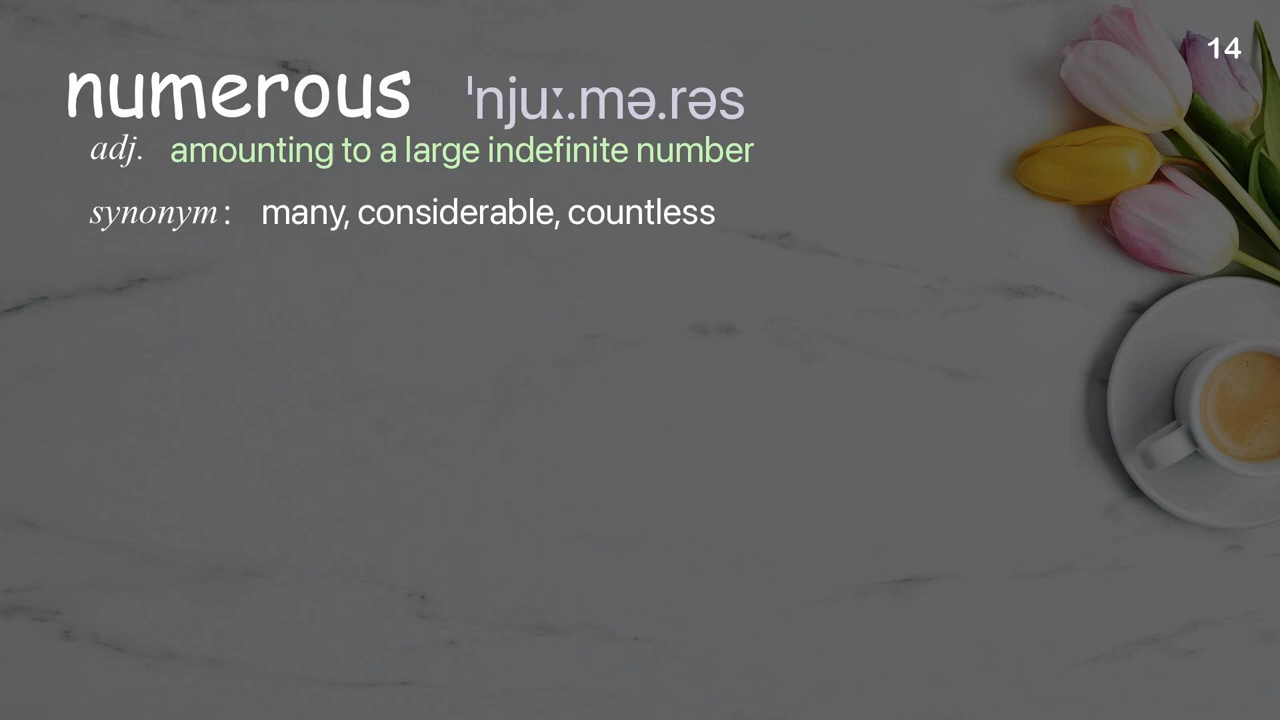 14
numerous ˈnjuː.mə.rəs
adj. amounting to a large indefinite number
synonym: many, considerable, countless